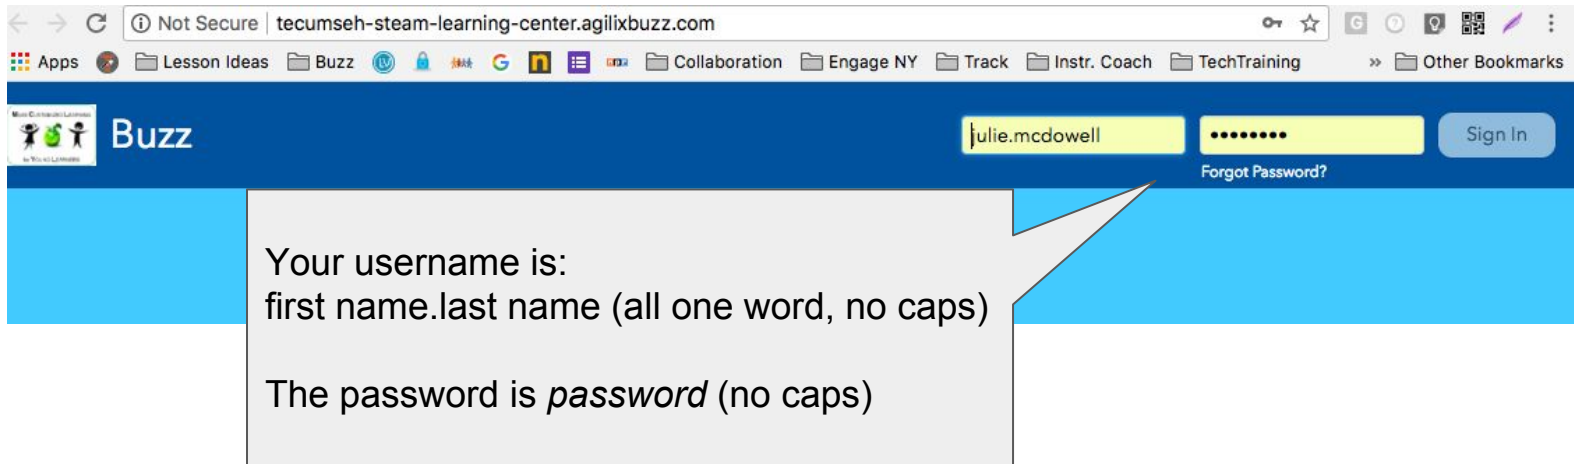 Not Secure | tecumseh-steam-learning-center.agilixbuzz.com
Apps Lesson Ideas Buzz Collaboration Engage NY Track Instr. Coach TechTraining » Other Bookmarks
Buzz
julie.mcdowell
••••••••
Sign In
Forgot Password?
Your username is:
first name.last name (all one word, no caps)
The password is password (no caps)